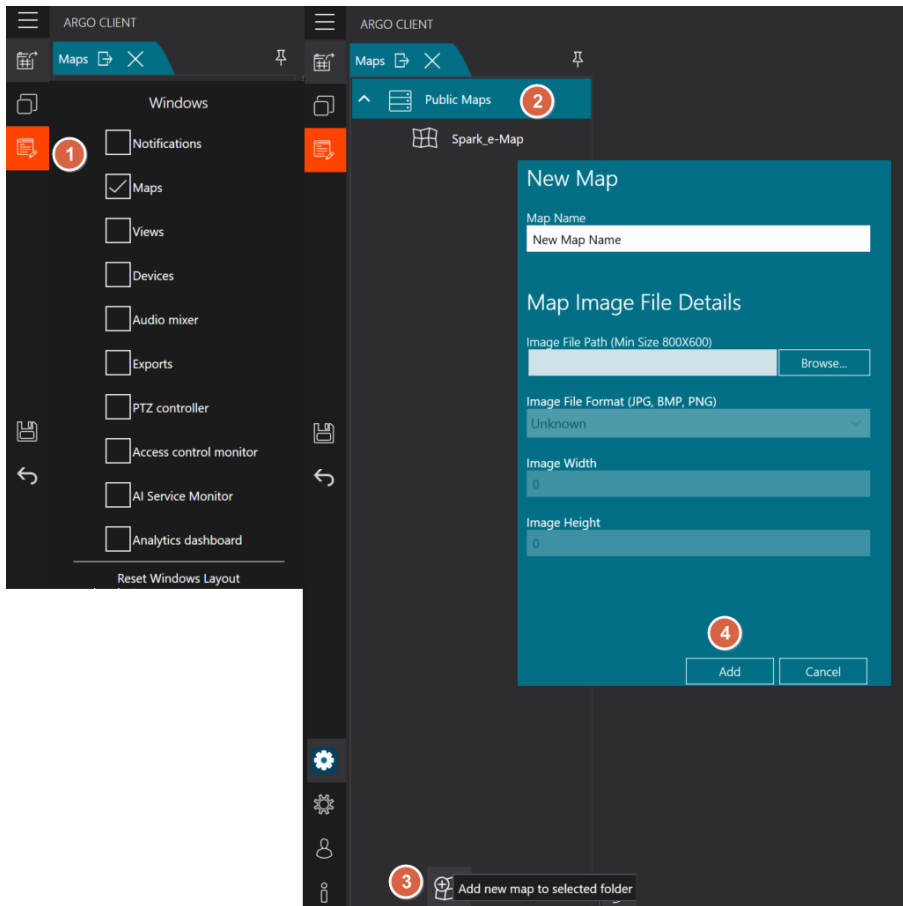 ARGO CLIENT
Maps
Windows
1
Notifications
Maps
Views
Devices
Audio mixer
Exports
PTZ controller
Access control monitor
AI Service Monitor
Analytics dashboard
Reset Windows Layout
ARGO CLIENT
Maps
Public Maps
2
Spark_e-Map
New Map
Map Name
New Map Name
Map Image File Details
Image File Path (Min Size 800X600)
Browse...
Image File Format (JPG, BMP, PNG)
Unknown
Image Width
0
Image Height
0
4
Add
Cancel
3
Add new map to selected folder